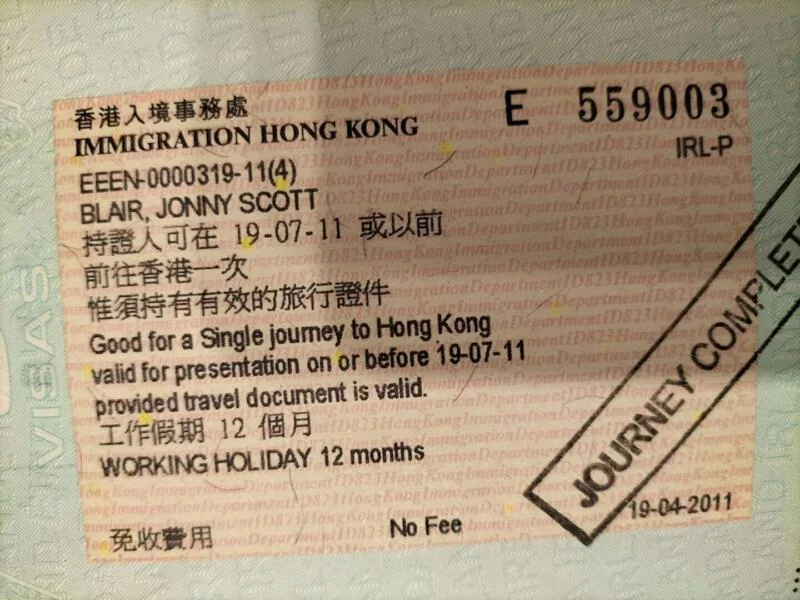 香港入境事務處
IMMIGRATION HONG KONG
E 559003
IRL-P
EEEN-0000319-11(4)
BLAIR, JONNY SCOTT
持證人可在 19-07-11 或以前
前往香港一次
惟須持有有效的旅行證件
Good for a Single journey to Hong Kong
valid for presentation on or before 19-07-11
provided travel document is valid.
工作假期 12 個月
WORKING HOLIDAY 12 months
JOURNEY COMPLET
19-04-2011
免收費用
No Fee
VISAS